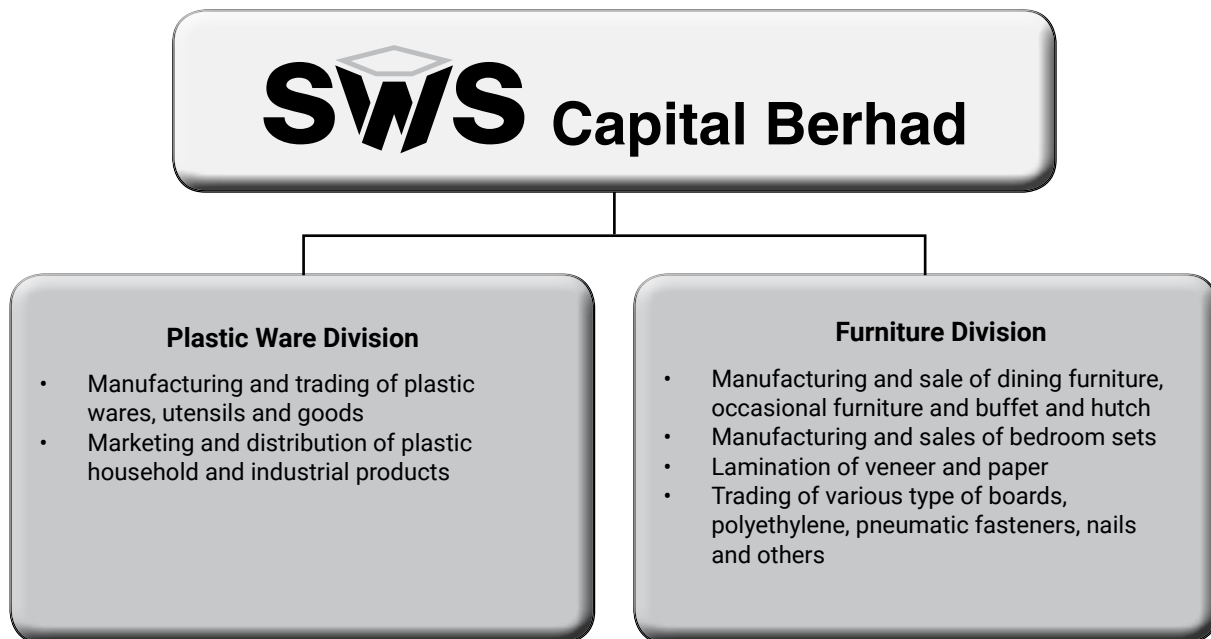 SWS Capital Berhad
Plastic Ware Division
• Manufacturing and trading of plastic
wares, utensils and goods
• Marketing and distribution of plastic
household and industrial products
Furniture Division
• Manufacturing and sale of dining furniture,
occasional furniture and buffet and hutch
• Manufacturing and sales of bedroom sets
• Lamination of veneer and paper
• Trading of various type of boards,
polyethylene, pneumatic fasteners, nails
and others